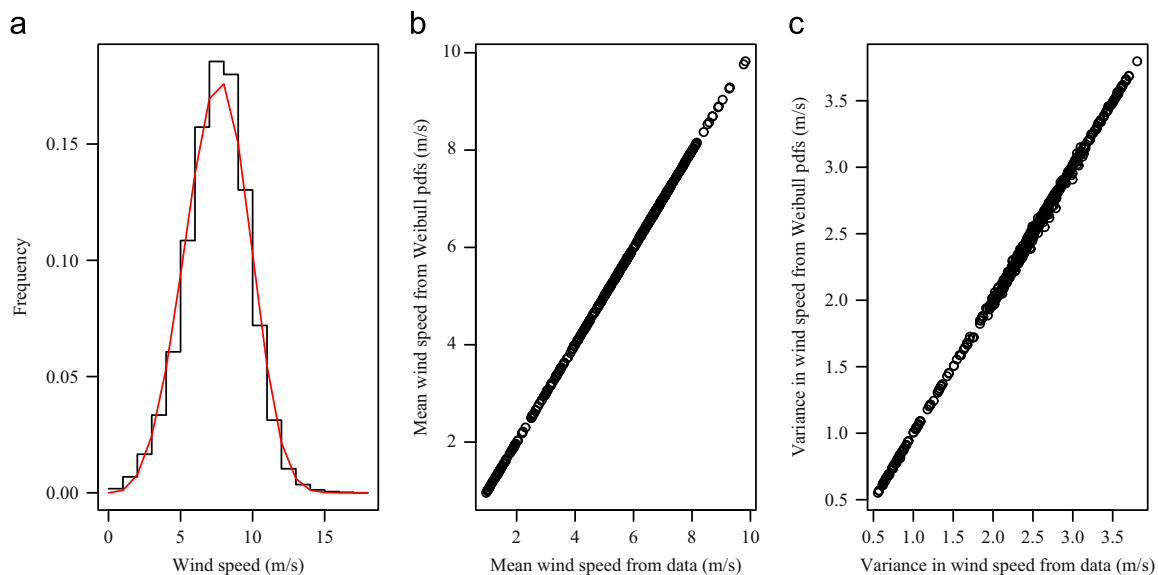 a
Frequency
0.15
0.10
0.05
0.00
0 5 10 15
Wind speed (m/s)
b
Mean wind speed from Weibull pdfs (m/s)
10
8
6
4
2
2 4 6 8 10
Mean wind speed from data (m/s)
c
Variance in wind speed from Weibull pdfs (m/s)
3.5
3.0
2.5
2.0
1.5
1.0
0.5
0.5 1.0 1.5 2.0 2.5 3.0 3.5
Variance in wind speed from data (m/s)